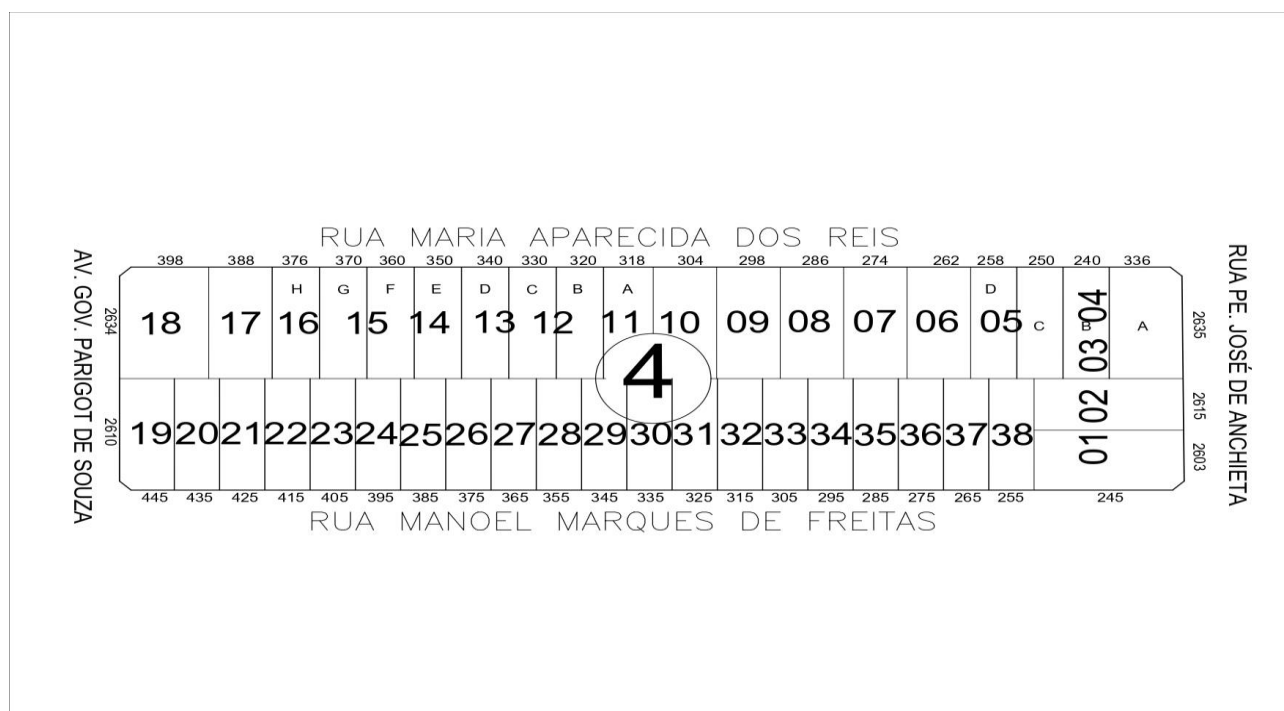 RUA MARIA APARECIDA DOS REIS
398 388 376 370 360 350 340 330 320 318 304 298 286 274 262 258 250 240 336
AV. GOV. PARIGOT DE SOUZA
2634
2610
H G F E D C B A D
18 17 16 15 14 13 12 11 10 09 08 07 06 05 C B A
04
03
02
01
4
19 20 21 22 23 24 25 26 27 28 29 30 31 32 33 34 35 36 37 38
2635
2615
2603
RUA PE. JOSÉ DE ANCHIETA
445 435 425 415 405 395 385 375 365 355 345 335 325 315 305 295 285 275 265 255 245
RUA MANOEL MARQUES DE FREITAS